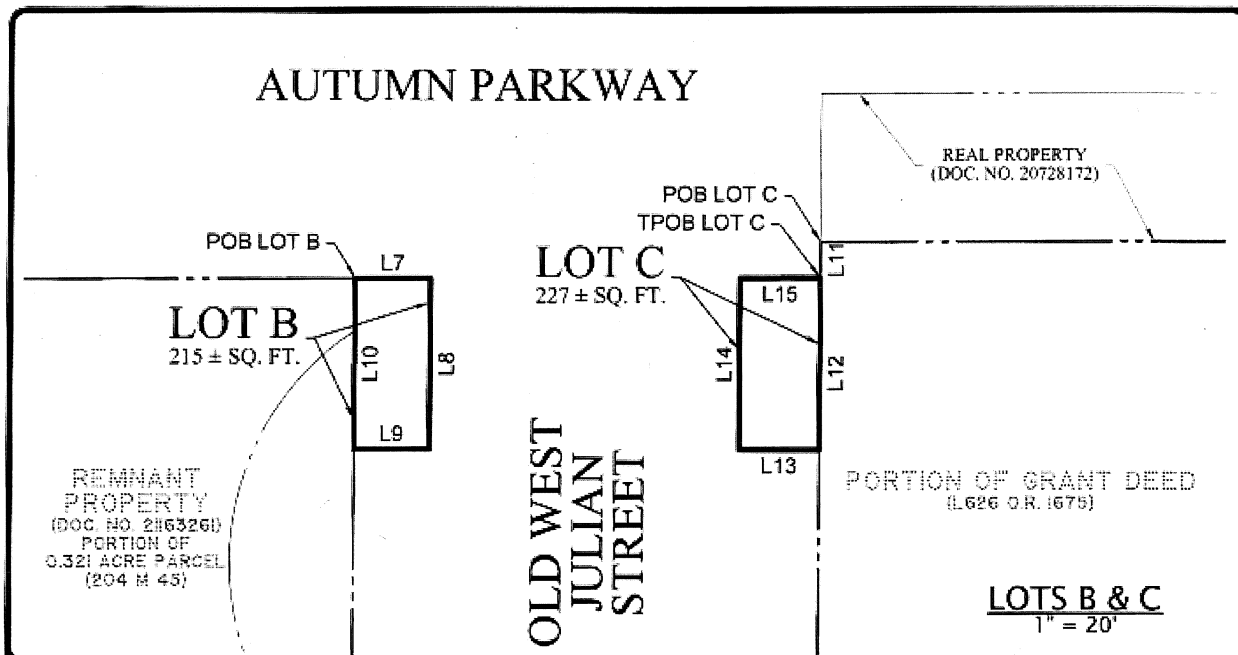 AUTUMN PARKWAY
REAL PROPERTY
(DOC. NO. 20728172)
POB LOT C
TPOB LOT C
L11
POB LOT B
L7
LOT C
227 ± SQ. FT.
L15
LOT B
215 ± SQ. FT.
L10
L8
L14
L12
L9
L13
OLD WEST
JULIAN
STREET
REMNANT
PROPERTY
(DOC. NO. 21163261)
PORTION OF
0.321 ACRE PARCEL
(204 M 45)
PORTION OF GRANT DEED
(L626 O.R. 1675)
LOTS B & C
1" = 20'